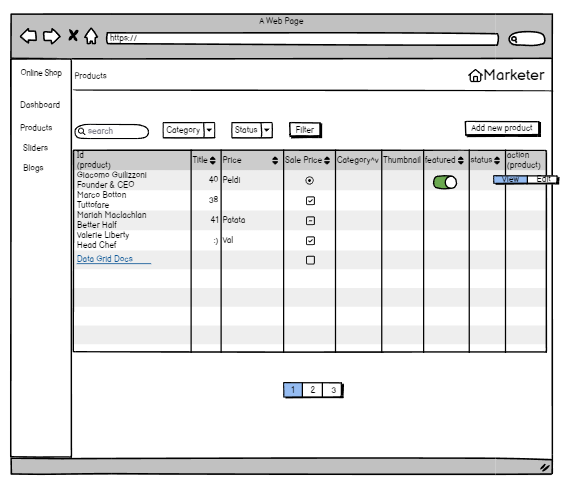 A Web Page
https://
Online Shop
Products
Marketer
Dashboard
Products
Sliders
Blogs
search
Category
Status
Filter
Add new product
Id
(product)
Title
Price
Sale Price
Category^v
Thumbnail
featured
status
action
(product)
Giacomo Guilizzoni
Founder & CEO
40
Peldi
View
Edit
Marco Botton
Tuttofare
38
Mariah Maclachlan
Better Half
41
Patata
Valerie Liberty
Head Chef
:)
Val
Data Grid Docs
1
2
3